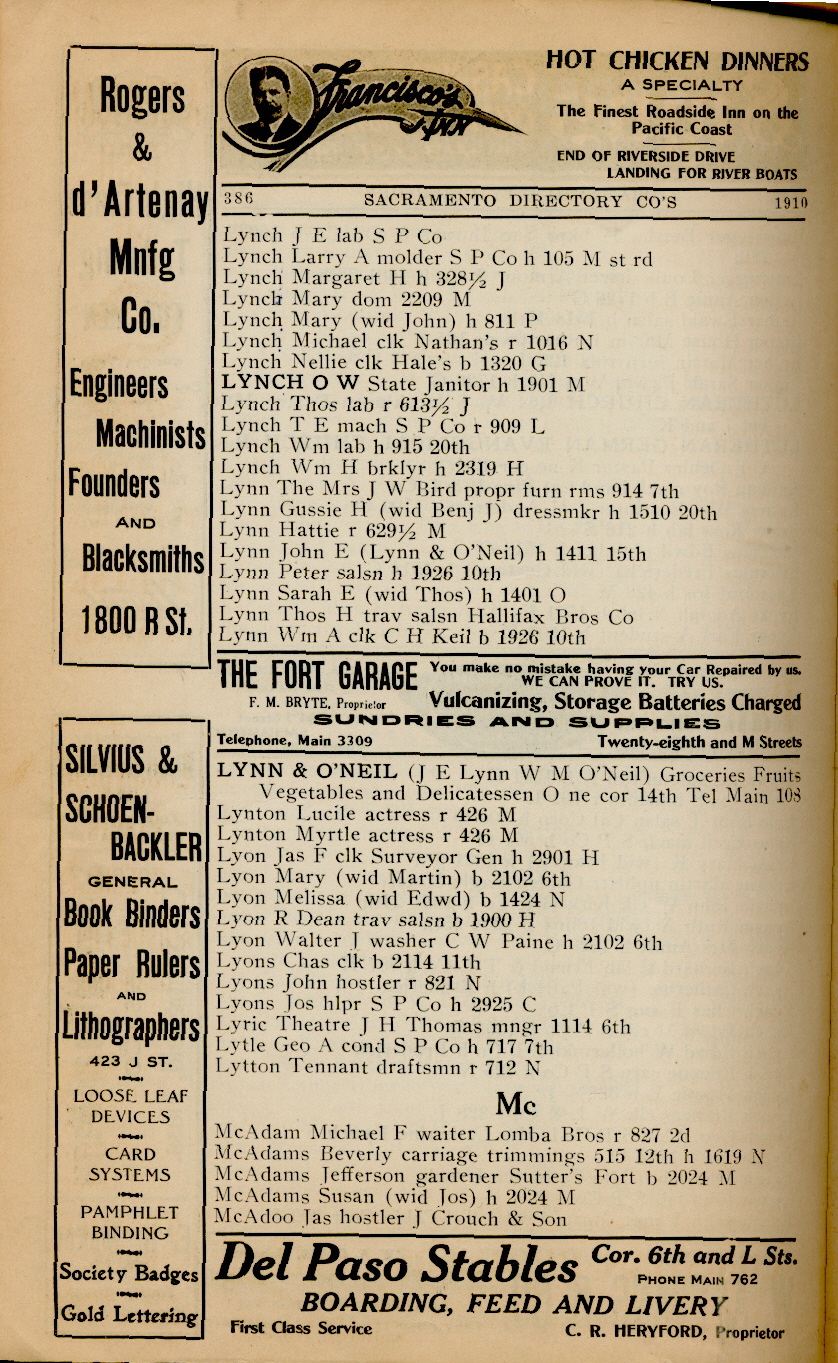 Francisco's
Inn
HOT CHICKEN DINNERS
A SPECIALTY
The Finest Roadside Inn on the
Pacific Coast
END OF RIVERSIDE DRIVE
LANDING FOR RIVER BOATS
386 SACRAMENTO DIRECTORY CO'S 1910
Rogers
&
d'Artenay
Mnfg
Co.
Engineers
Machinists
Founders
AND
Blacksmiths
1800 R St.
Lynch J E lab S P Co
Lynch Larry A molder S P Co h 105 M st rd
Lynch Margaret H h 328½ J
Lynch Mary dom 2209 M
Lynch Mary (wid John) h 811 P
Lynch Michael clk Nathan's r 1016 N
Lynch Nellie clk Hale's b 1320 G
LYNCH O W State Janitor h 1901 M
Lynch Thos lab r 613½ J
Lynch T E mach S P Co r 909 L
Lynch Wm lab h 915 20th
Lynch Wm H brklyr h 2319 H
Lynn The Mrs J W Bird propr furn rms 914 7th
Lynn Gussie H (wid Benj J) dressmkr h 1510 20th
Lynn Hattie r 629½ M
Lynn John E (Lynn & O'Neil) h 1411 15th
Lynn Peter salsn h 1926 10th
Lynn Sarah E (wid Thos) h 1401 O
Lynn Thos H trav salsn Hallifax Bros Co
Lynn Wm A clk C H Keil b 1926 10th
THE FORT GARAGE
You make no mistake having your Car Repaired by us.
WE CAN PROVE IT. TRY US.
F. M. BRYTE, Proprietor Vulcanizing, Storage Batteries Charged
SUNDRIES AND SUPPLIES
Telephone, Main 3309 Twenty-eighth and M Streets
SILVIUS &
SCHOEN-
BACKLER
GENERAL
Book Binders
Paper Rulers
AND
Lithographers
423 J ST.
LOOSE LEAF
DEVICES
CARD
SYSTEMS
PAMPHLET
BINDING
Society Badges
Gold Lettering
LYNN & O'NEIL (J E Lynn W M O'Neil) Groceries Fruits
Vegetables and Delicatessen O ne cor 14th Tel Main 108
Lynton Lucile actress r 426 M
Lynton Myrtle actress r 426 M
Lyon Jas F clk Surveyor Gen h 2901 H
Lyon Mary (wid Martin) b 2102 6th
Lyon Melissa (wid Edwd) b 1424 N
Lyon R Dean trav salsn b 1900 H
Lyon Walter J washer C W Paine h 2102 6th
Lyons Chas clk b 2114 11th
Lyons John hostler r 821 N
Lyons Jos hlpr S P Co h 2925 C
Lyric Theatre J H Thomas mngr 1114 6th
Lytle Geo A cond S P Co h 717 7th
Lytton Tennant draftsmn r 712 N
Mc
McAdam Michael F waiter Lomba Bros r 827 2d
McAdams Beverly carriage trimmings 515 12th h 1619 N
McAdams Jefferson gardener Sutter's Fort b 2024 M
McAdams Susan (wid Jos) h 2024 M
McAdoo Jas hostler J Crouch & Son
Del Paso Stables Cor. 6th and L Sts.
PHONE MAIN 762
BOARDING, FEED AND LIVERY
First Class Service C. R. HERYFORD, Proprietor